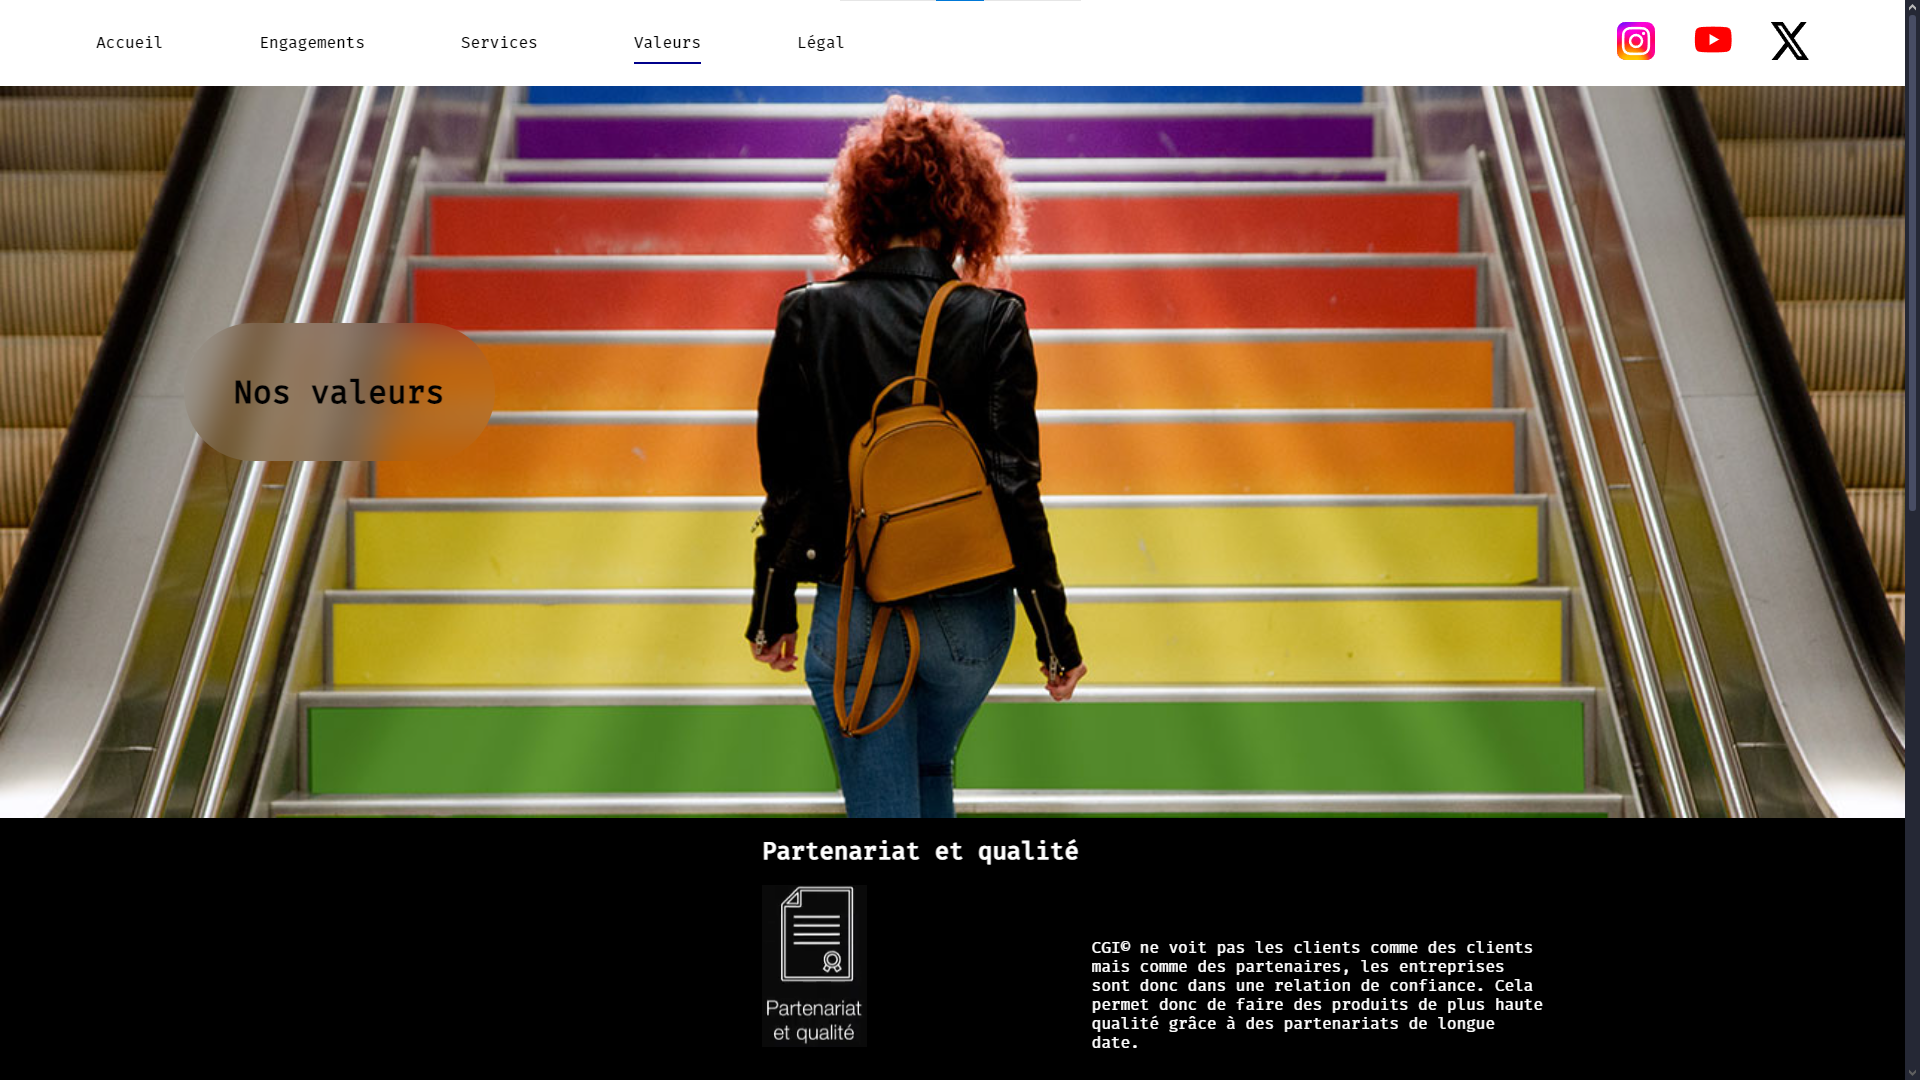 Accueil
Engagements
Services
Valeurs
Légal
Nos valeurs
Partenariat et qualité
Partenariat
et qualité
CGI© ne voit pas les clients comme des clients
mais comme des partenaires, les entreprises
sont donc dans une relation de confiance. Cela
permet donc de faire des produits de plus haute
qualité grâce à des partenariats de longue
date.